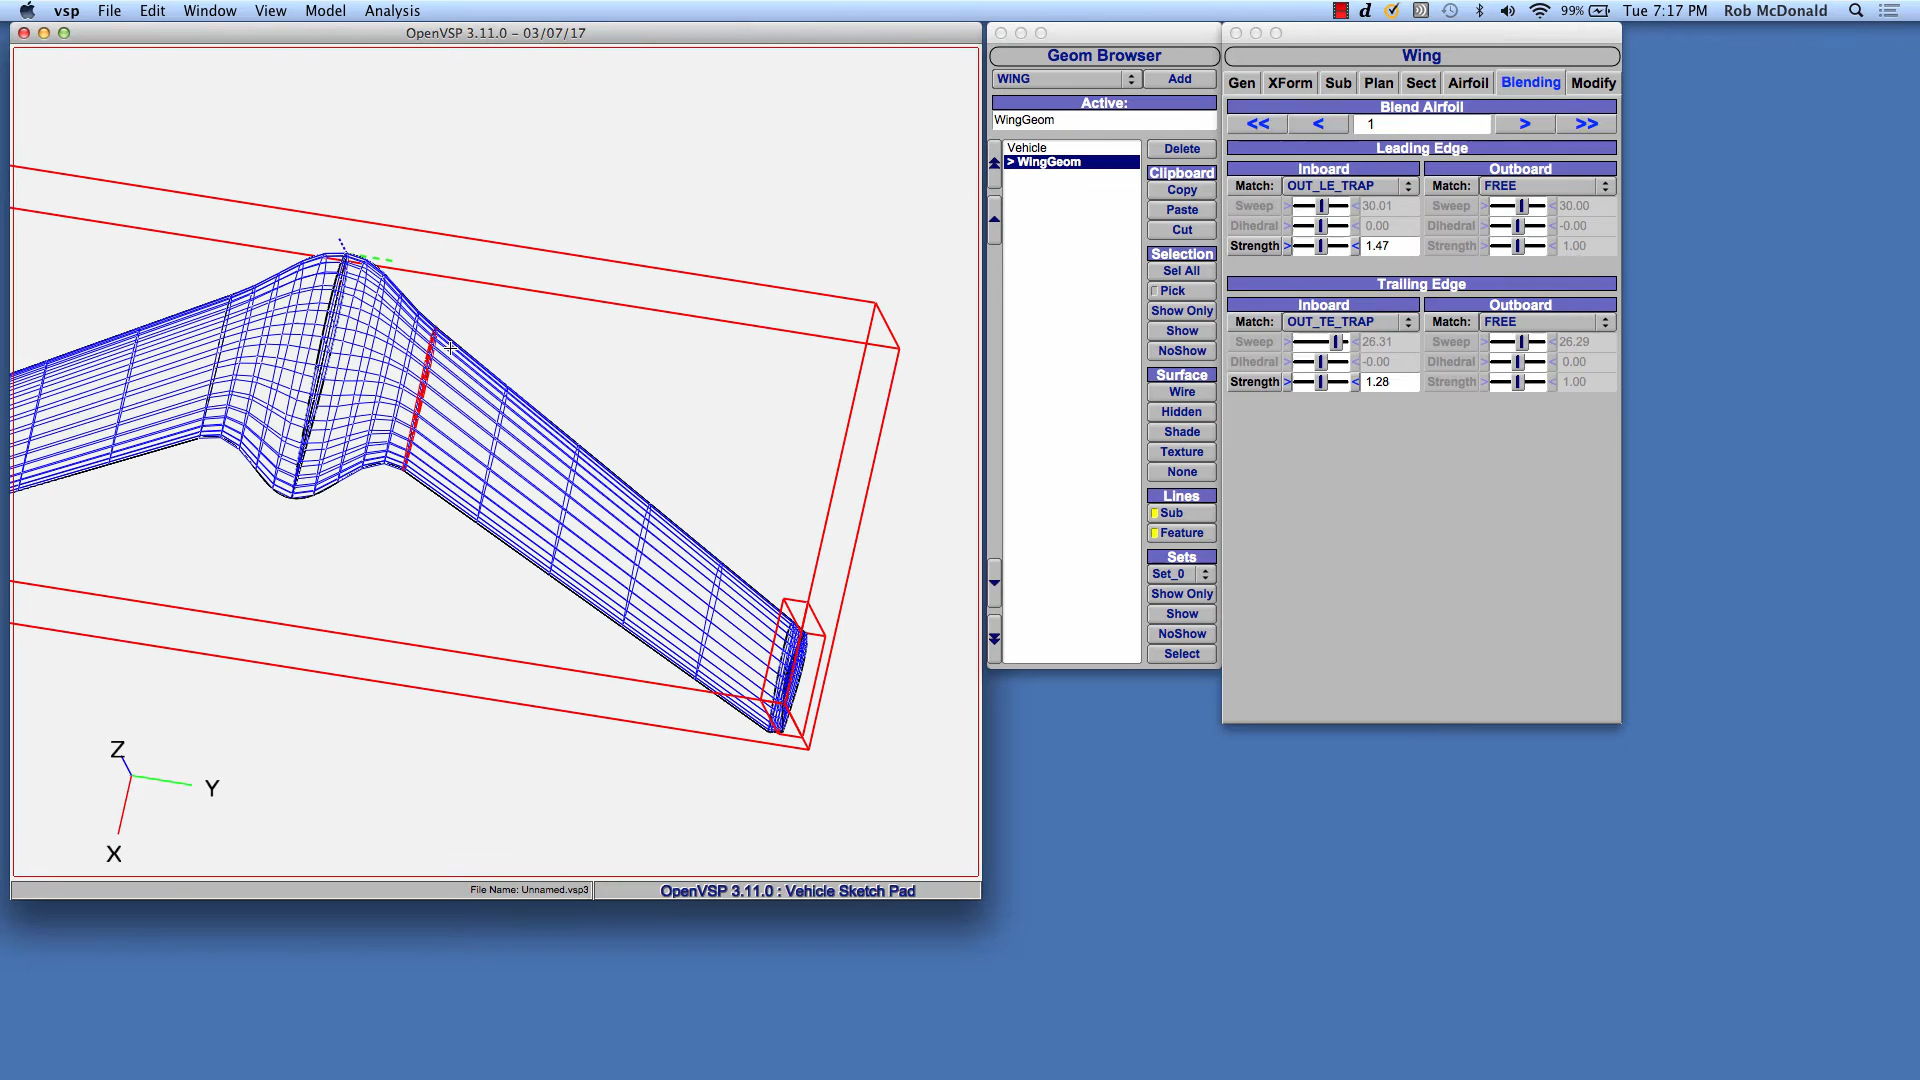 vsp File Edit Window View Model Analysis
99% Tue 7:17 PM Rob McDonald
OpenVSP 3.11.0 - 03/07/17
Z
Y
X
File Name: Unnamed.vsp3
OpenVSP 3.11.0 : Vehicle Sketch Pad
Geom Browser
WING Add
Active:
WingGeom
Vehicle
> WingGeom
Delete
Clipboard
Copy
Paste
Cut
Selection
Sel All
Pick
Show Only
Show
NoShow
Surface
Wire
Hidden
Shade
Texture
None
Lines
Sub
Feature
Sets
Set_0
Show Only
Show
NoShow
Select
Wing
Gen XForm Sub Plan Sect Airfoil Blending Modify
Blend Airfoil
<< < 1 > >>
Leading Edge
Inboard Outboard
Match: OUT_LE_TRAP Match: FREE
Sweep > < 30.01 Sweep > < 30.00
Dihedral > < 0.00 Dihedral > < -0.00
Strength > < 1.47 Strength > < 1.00
Trailing Edge
Inboard Outboard
Match: OUT_TE_TRAP Match: FREE
Sweep > < 26.31 Sweep > < 26.29
Dihedral > < -0.00 Dihedral > < 0.00
Strength > < 1.28 Strength > < 1.00